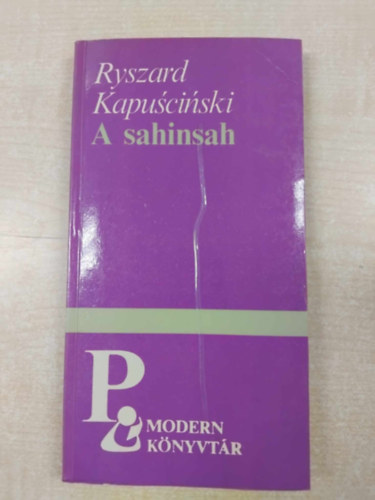 Ryszard
Kapuściński
A sahinsah
P
MODERN
KÖNYVTÁR